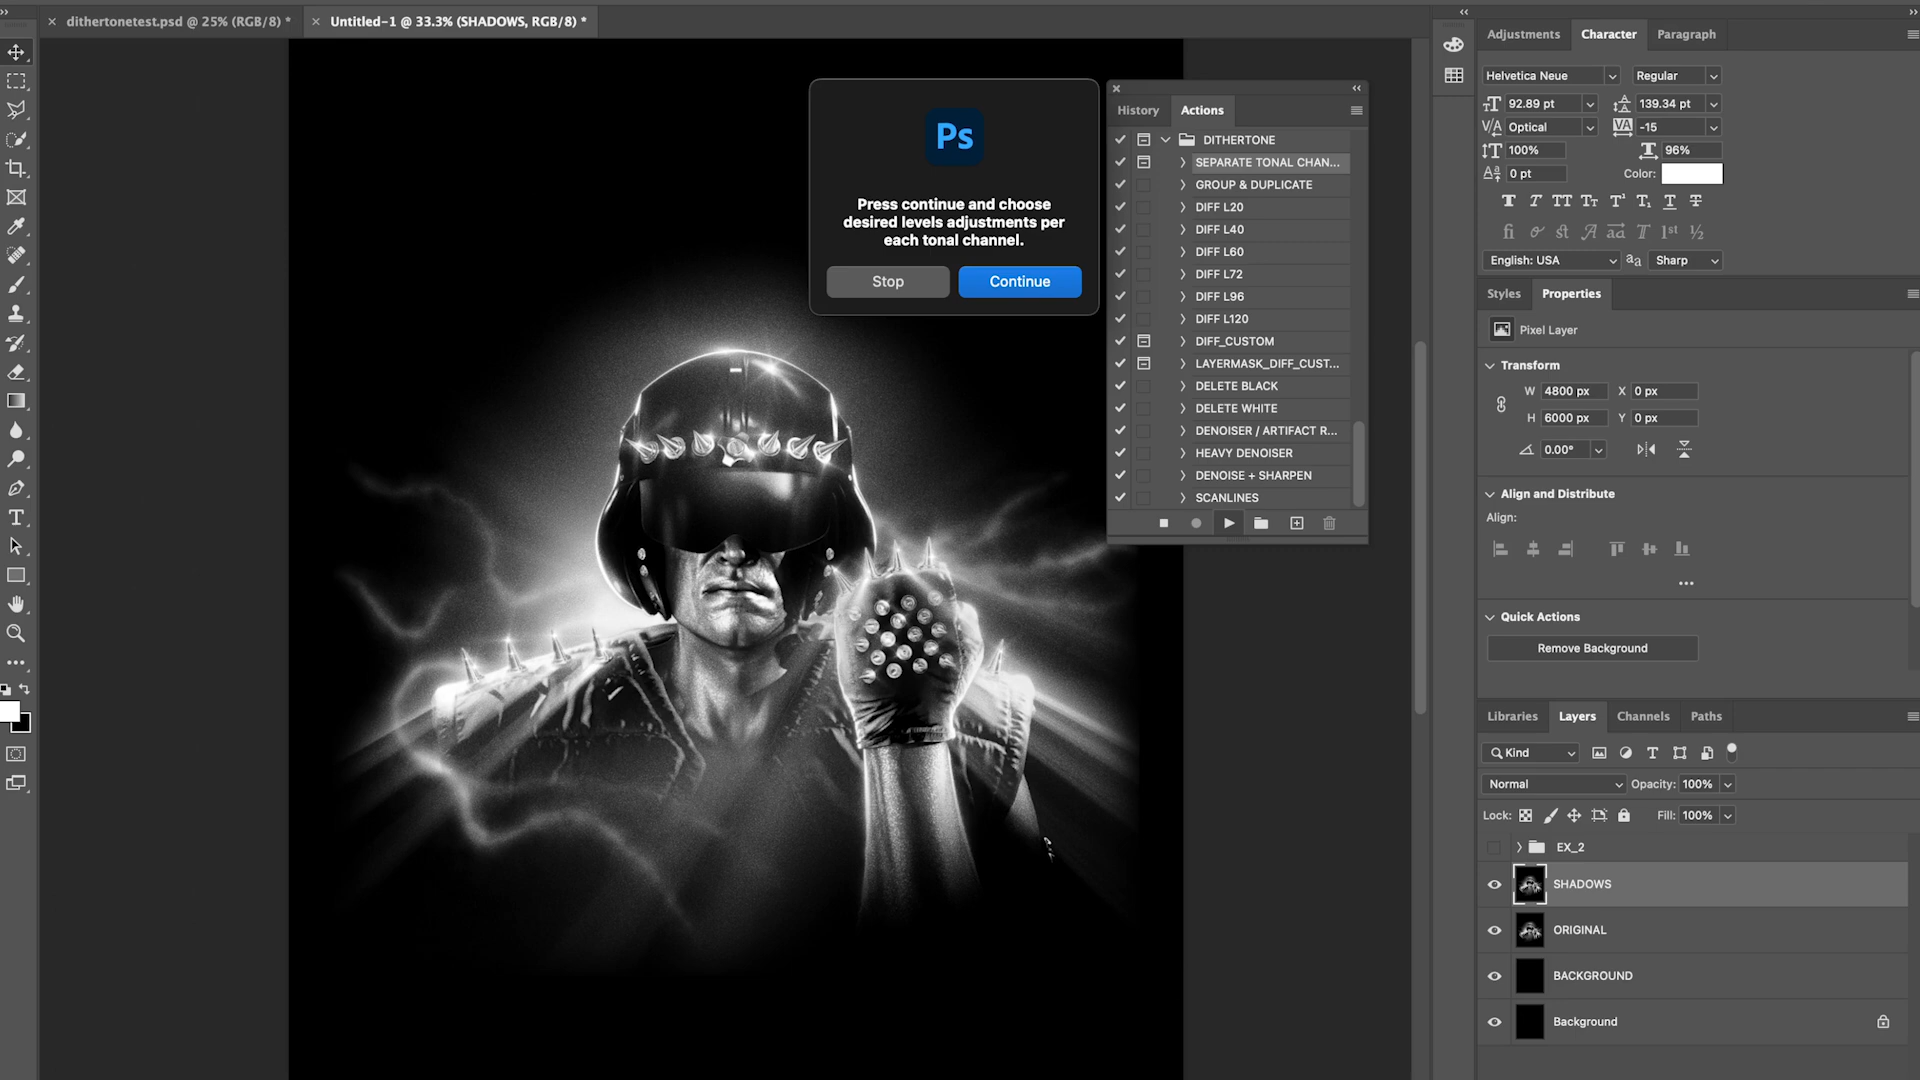 dithertonetest.psd @ 25% (RGB/8) *
Untitled-1 @ 33.3% (SHADOWS, RGB/8) *
Ps
Press continue and choose
desired levels adjustments per
each tonal channel.
Stop
Continue
History
Actions
DITHERTONE
SEPARATE TONAL CHAN...
GROUP & DUPLICATE
DIFF L20
DIFF L40
DIFF L60
DIFF L72
DIFF L96
DIFF L120
DIFF_CUSTOM
LAYERMASK_DIFF_CUST...
DELETE BLACK
DELETE WHITE
DENOISER / ARTIFACT R...
HEAVY DENOISER
DENOISE + SHARPEN
SCANLINES
Adjustments
Character
Paragraph
Helvetica Neue
Regular
92.89 pt
139.34 pt
Optical
-15
100%
96%
0 pt
Color:
English: USA
Sharp
Styles
Properties
Pixel Layer
Transform
W 4800 px X 0 px
H 6000 px Y 0 px
0.00°
Align and Distribute
Align:
Quick Actions
Remove Background
Libraries
Layers
Channels
Paths
Kind
Normal
Opacity: 100%
Lock:
Fill: 100%
EX_2
SHADOWS
ORIGINAL
BACKGROUND
Background